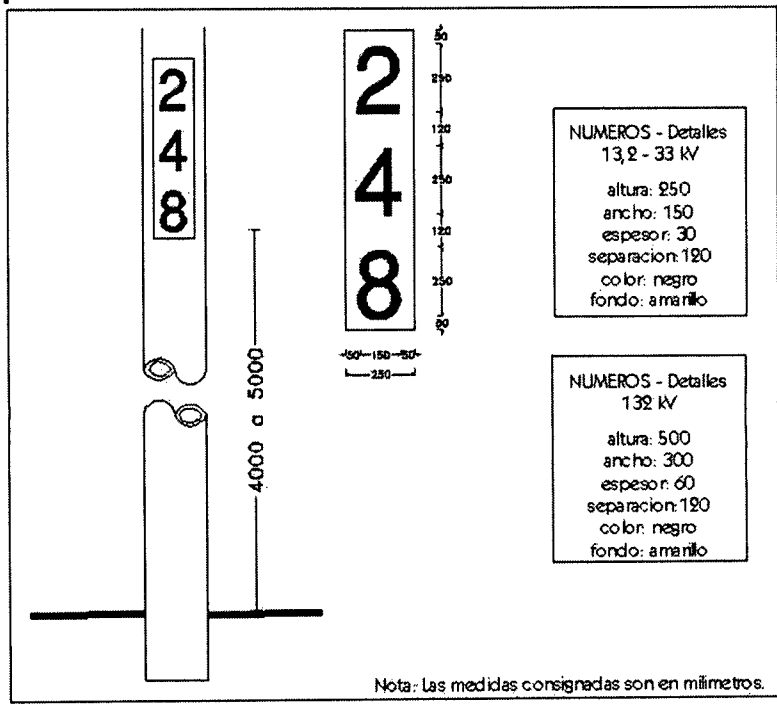 2
4
8
2
4
8
50
250
120
250
120
250
50
50 150 50
250
4000 a 5000
NUMEROS - Detalles
13,2 - 33 kV
altura: 250
ancho: 150
espesor: 30
separacion: 120
color: negro
fondo: amarillo
NUMEROS - Detalles
132 kV
altura: 500
ancho: 300
espesor: 60
separacion: 120
color: negro
fondo: amarillo
Nota: Las medidas consignadas son en milimetros.